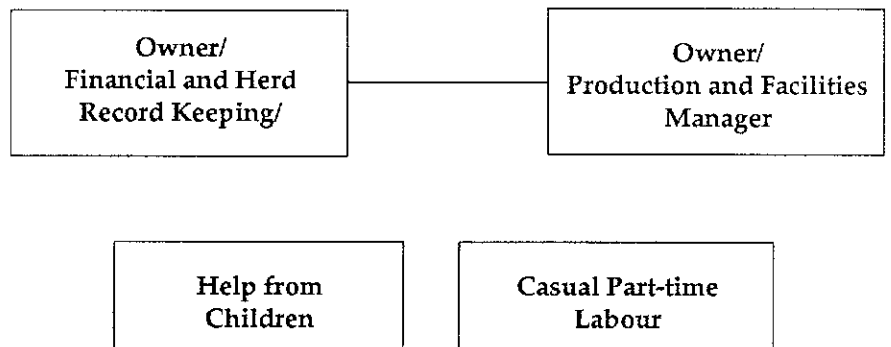 Owner/
Financial and Herd
Record Keeping/
Owner/
Production and Facilities
Manager
Help from
Children
Casual Part-time
Labour